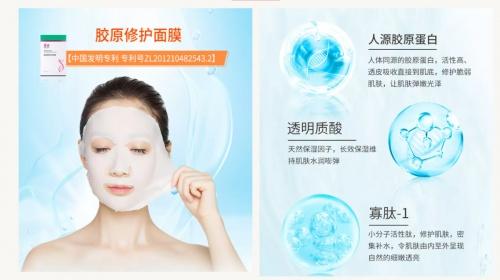 胶原修护面膜
【中国发明专利 专利号ZL201210482543.2】
人源胶原蛋白
人体同源的胶原蛋白，活性高、
透皮吸收直接到肌底，修护脆弱
肌肤，让肌肤弹嫩光泽
透明质酸
天然保湿因子，长效保湿维
持肌肤水润嘭弹
寡肽-1
小分子活性肽，修护肌肤，密
集补水，令肌肤由内至外呈现
自然的细嫩透亮